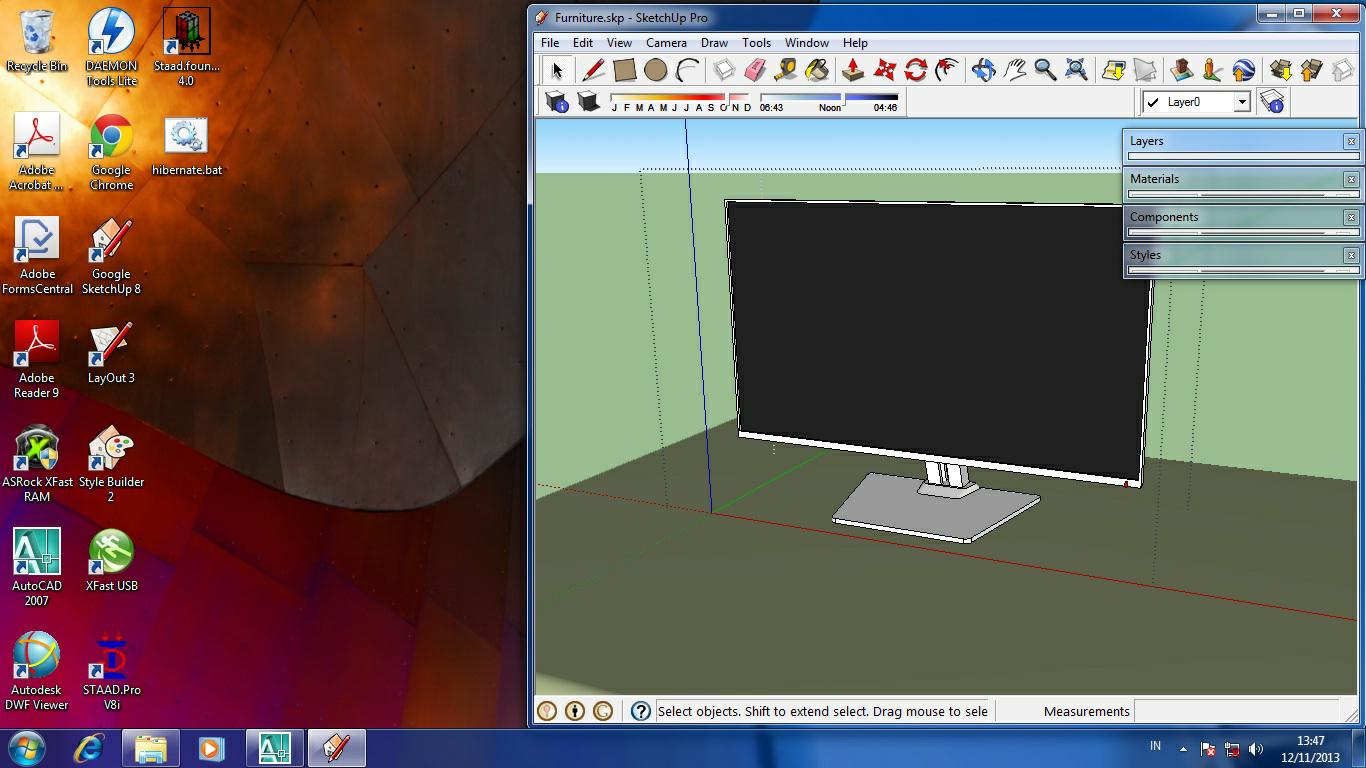 Recycle Bin
DAEMON
Tools Lite
Staad.foun...
4.0
Adobe
Acrobat ...
Google
Chrome
hibernate.bat
Adobe
FormsCentral
Google
SketchUp 8
Adobe
Reader 9
LayOut 3
ASRock XFast
RAM
Style Builder
2
AutoCAD
2007
XFast USB
Autodesk
DWF Viewer
STAAD.Pro
V8i
Furniture.skp - SketchUp Pro
File Edit View Camera Draw Tools Window Help
J F M A M J J A S O N D 06:43 Noon 04:46
Layer0
Layers
Materials
Components
Styles
Select objects. Shift to extend select. Drag mouse to sele
Measurements
IN
13:47
12/11/2013